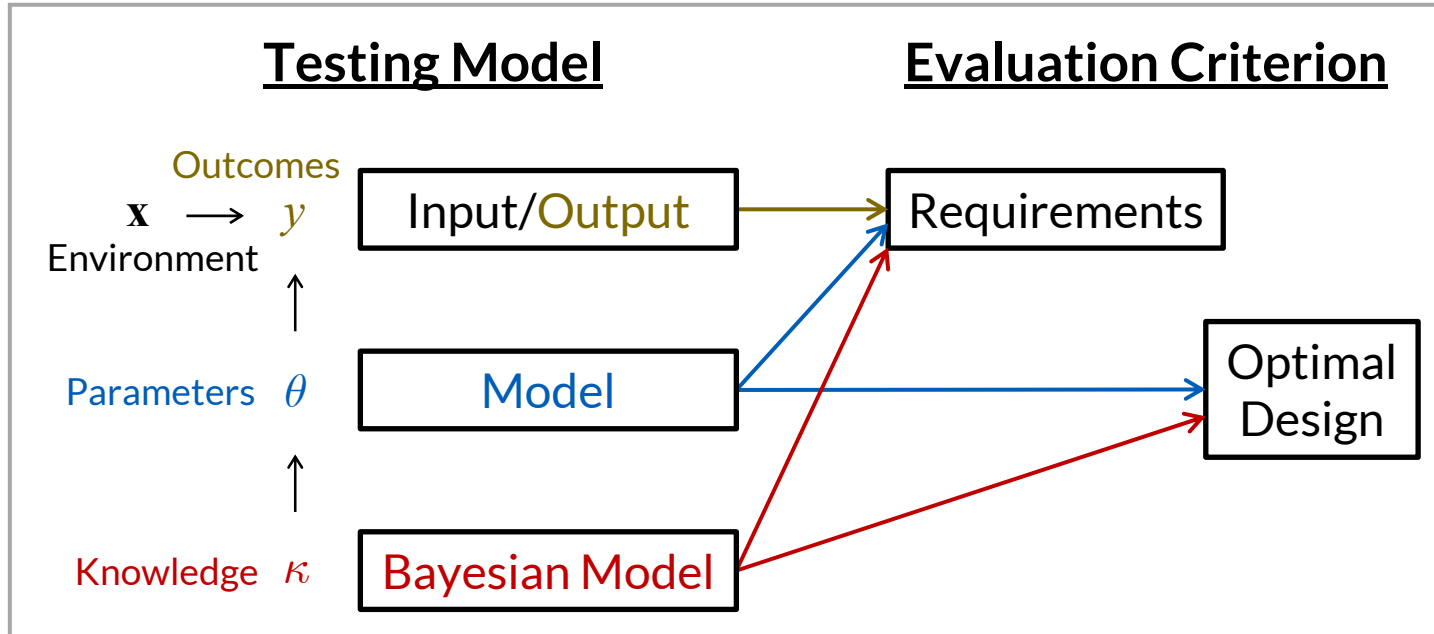 Testing Model
Evaluation Criterion
Outcomes
x → y
Environment
Input/Output
Requirements
Parameters θ
Model
Optimal
Design
Knowledge κ
Bayesian Model